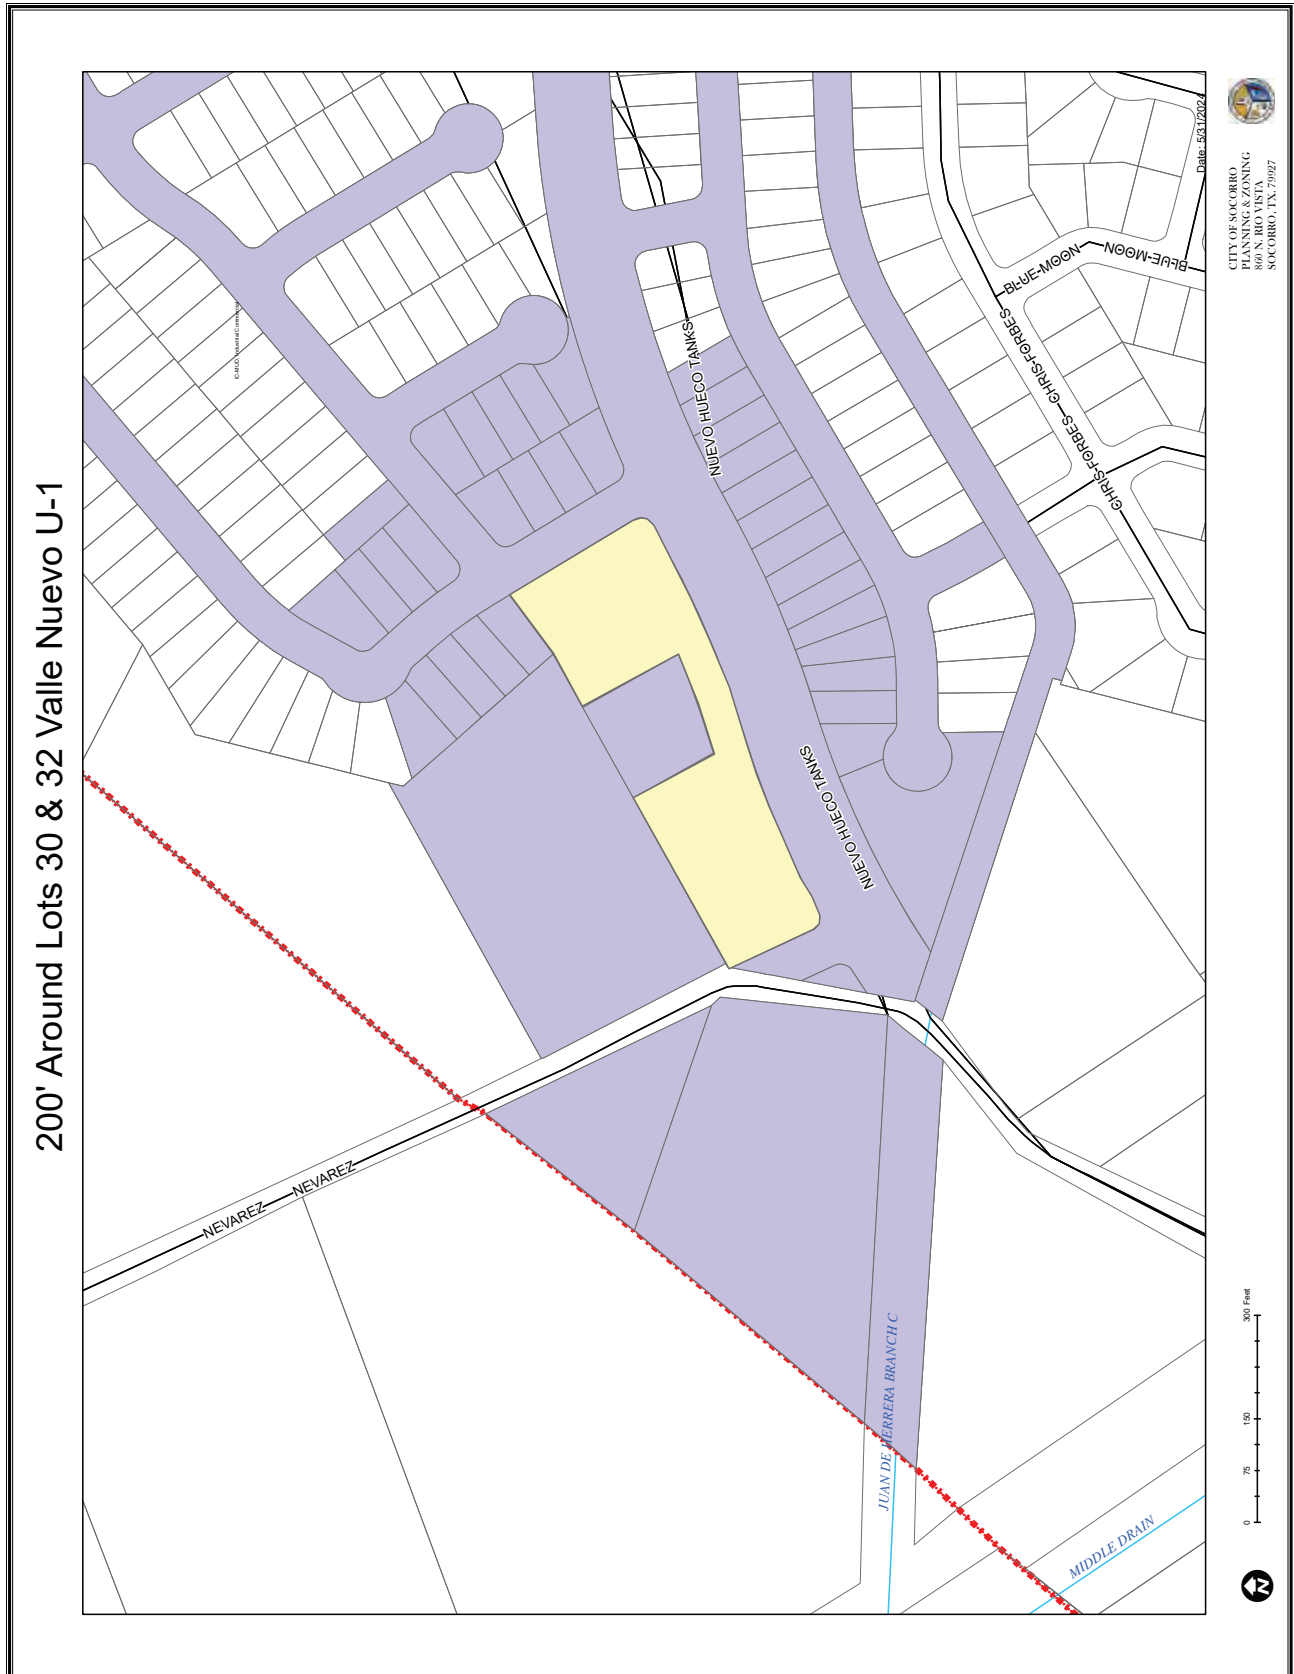 200' Around Lots 30 & 32 Valle Nuevo U-1
NUEVO HUECO TANKS
NUEVO HUECO TANKS
BLUE-MOON
BLUE-MOON
CHRIS-FORBES
CHRIS-FORBES
CHRIS-FORBES
NEVAREZ
NEVAREZ
JUAN DE HERRERA BRANCH C
MIDDLE DRAIN
Date: 5/31/2024
CITY OF SOCORRO
PLANNING & ZONING
860 N. RIO VISTA
SOCORRO, TX. 79927
0 75 150 300 Feet
N